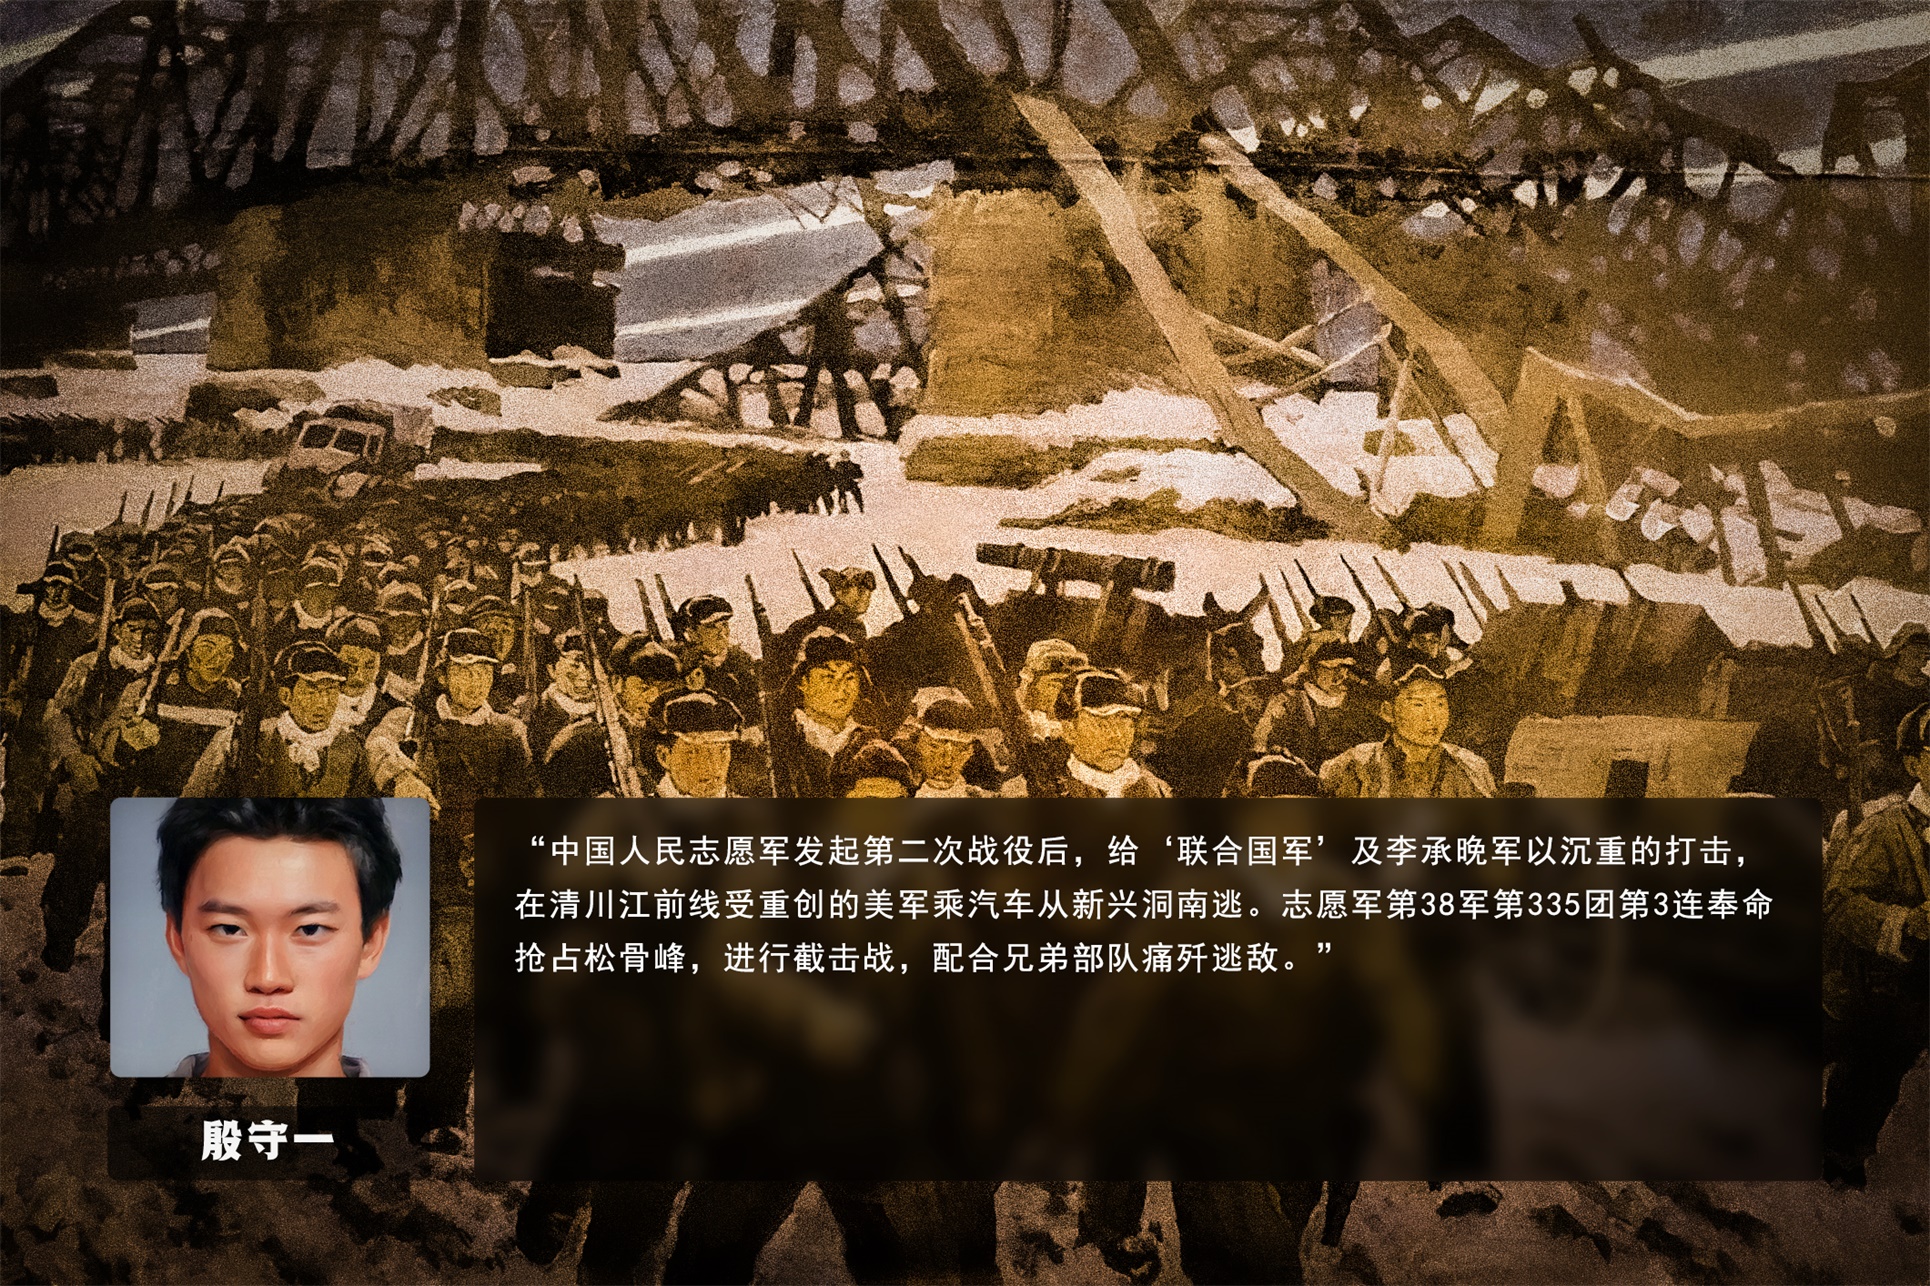 “中国人民志愿军发起第二次战役后，给‘联合国军’及李承晚军以沉重的打击，
在清川江前线受重创的美军乘汽车从新兴洞南逃。志愿军第38军第335团第3连奉命
抢占松骨峰，进行截击战，配合兄弟部队痛歼逃敌。”
殷守一